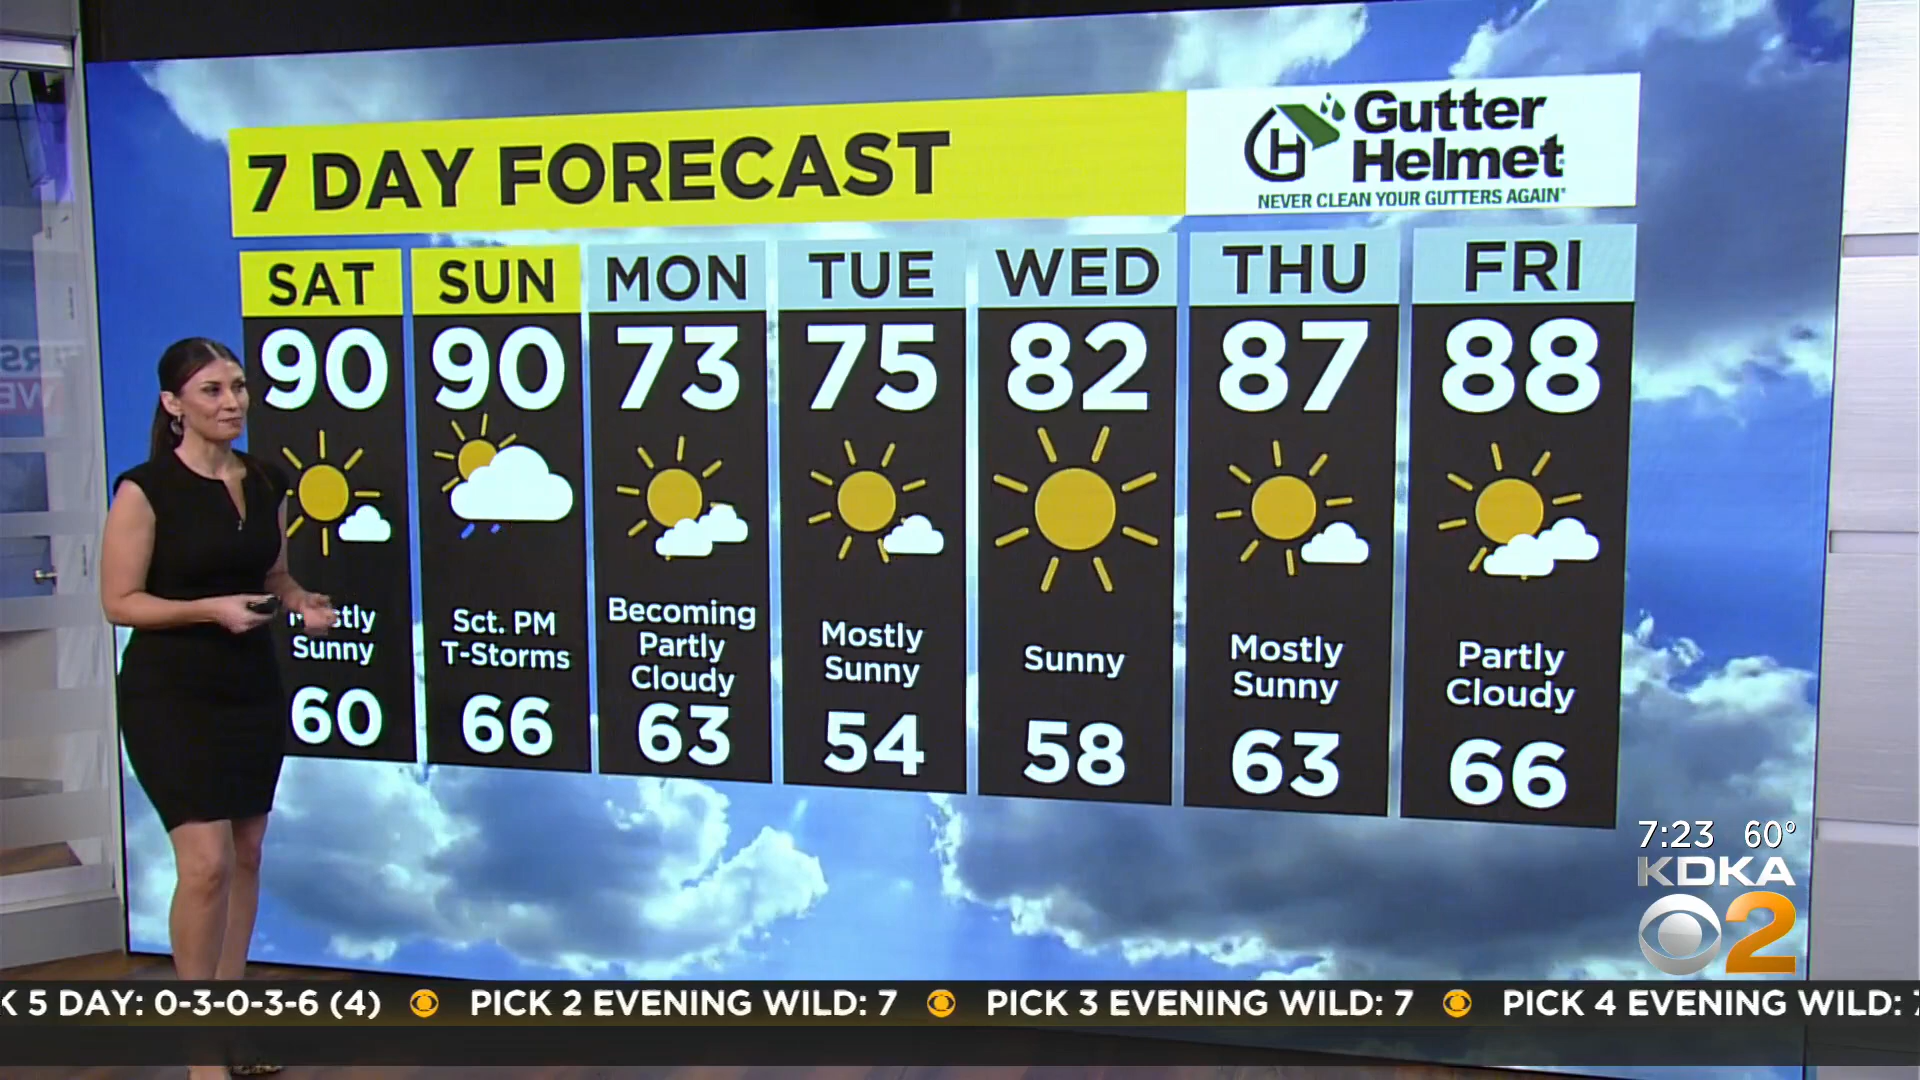 7 DAY FORECAST
Gutter
Helmet
NEVER CLEAN YOUR GUTTERS AGAIN®
SAT
90
Mostly
Sunny
60
SUN
90
Sct. PM
T-Storms
66
MON
73
Becoming
Partly
Cloudy
63
TUE
75
Mostly
Sunny
54
WED
82
Sunny
58
THU
87
Mostly
Sunny
63
FRI
88
Partly
Cloudy
66
7:23 60°
KDKA
2
K 5 DAY: 0-3-0-3-6 (4) PICK 2 EVENING WILD: 7 PICK 3 EVENING WILD: 7 PICK 4 EVENING WILD: 7